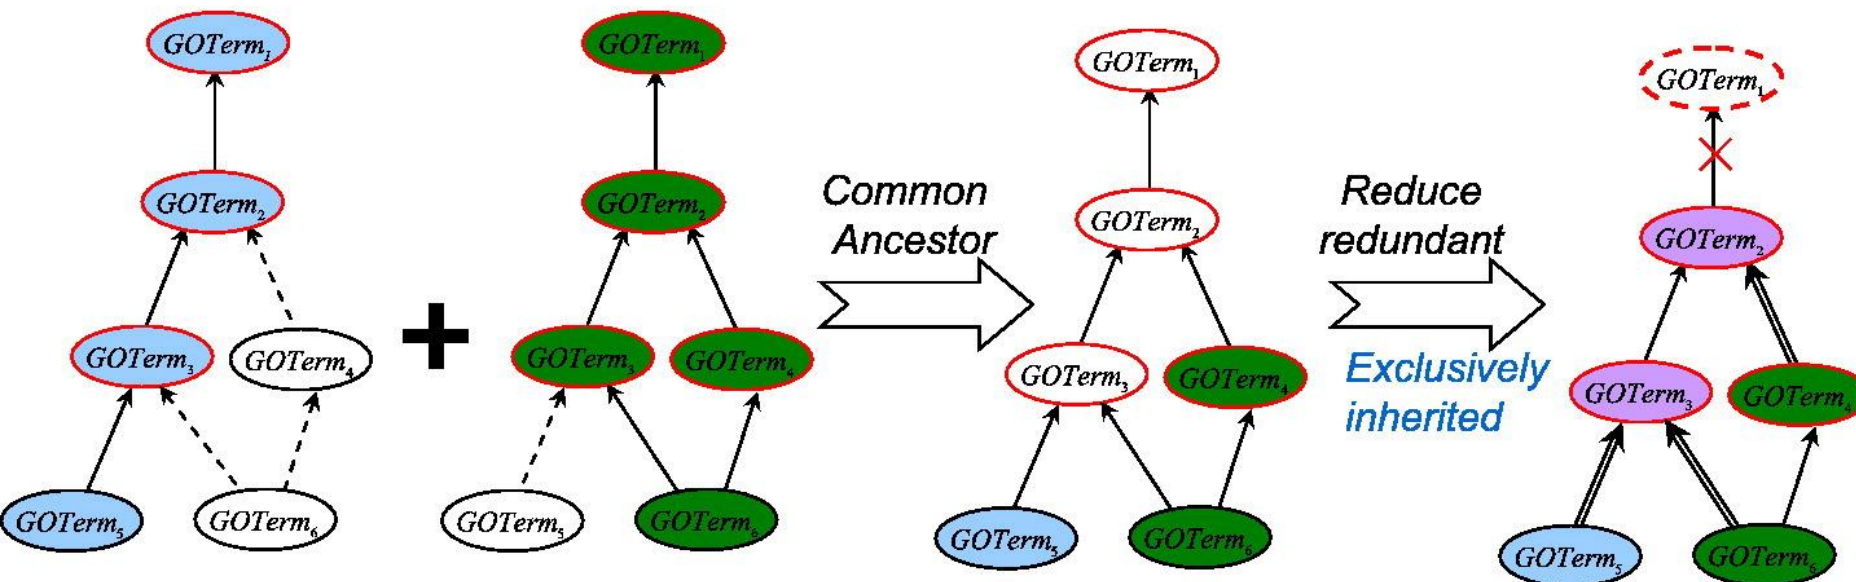 GOTerm₁
GOTerm₂
GOTerm₃
GOTerm₄
GOTerm₅
GOTerm₆
+
GOTerm₁
GOTerm₂
GOTerm₃
GOTerm₄
GOTerm₅
GOTerm₆
Common
Ancestor
GOTerm₁
GOTerm₂
GOTerm₃
GOTerm₄
GOTerm₅
GOTerm₆
Reduce
redundant
Exclusively
inherited
GOTerm₁
GOTerm₂
GOTerm₃
GOTerm₄
GOTerm₅
GOTerm₆